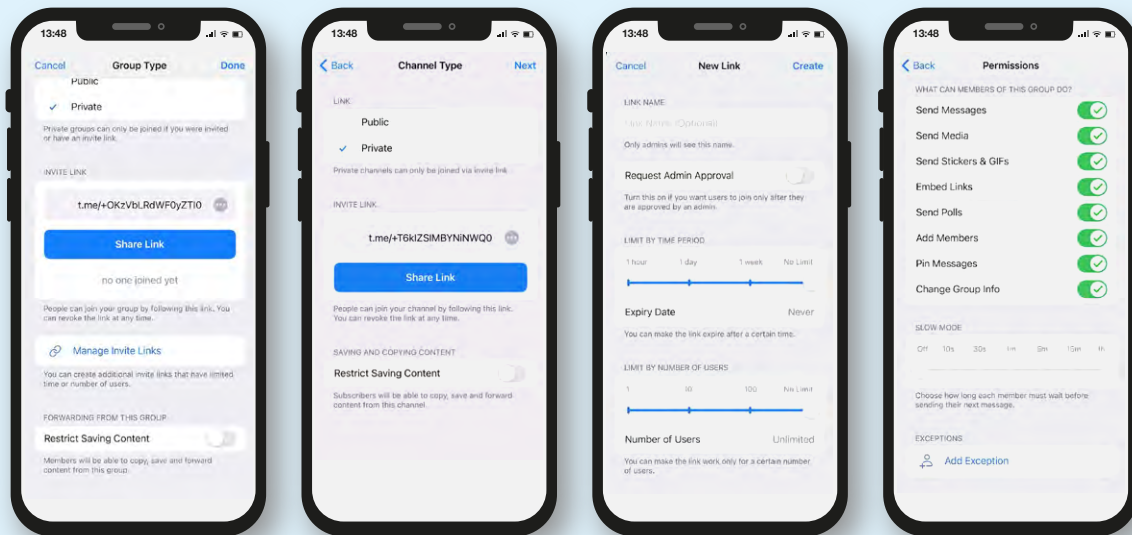 13:48
Cancel Group Type Done
Public
Private
Private groups can only be joined if you were invited
or have an invite link.
INVITE LINK
t.me/+OKzVbLRdWF0yZTI0
Share Link
no one joined yet
People can join your group by following this link. You
can revoke the link at any time.
Manage Invite Links
You can create additional invite links that have limited
time or number of users.
FORWARDING FROM THIS GROUP
Restrict Saving Content
Members will be able to copy, save and forward
content from this group.
13:48
Back Channel Type Next
LINK
Public
Private
Private channels can only be joined via invite link.
INVITE LINK
t.me/+T6kIZSIMBYNiNWQ0
Share Link
People can join your channel by following this link.
You can revoke the link at any time.
SAVING AND COPYING CONTENT
Restrict Saving Content
Subscribers will be able to copy, save and forward
content from this channel.
13:48
Cancel New Link Create
LINK NAME
(Optional)
Only admins will see this name.
Request Admin Approval
Turn this on if you want users to join only after they
are approved by an admin.
LIMIT BY TIME PERIOD
1 hour 1 day 1 week No Limit
Expiry Date Never
You can make the link expire after a certain time.
LIMIT BY NUMBER OF USERS
1 10 100 No Limit
Number of Users Unlimited
You can make the link work only for a certain number
of users.
13:48
Back Permissions
WHAT CAN MEMBERS OF THIS GROUP DO?
Send Messages
Send Media
Send Stickers & GIFs
Embed Links
Send Polls
Add Members
Pin Messages
Change Group Info
SLOW MODE
Off 10s 30s 1m 5m 15m 1h
Choose how long each member must wait before
sending their next message.
EXCEPTIONS
Add Exception